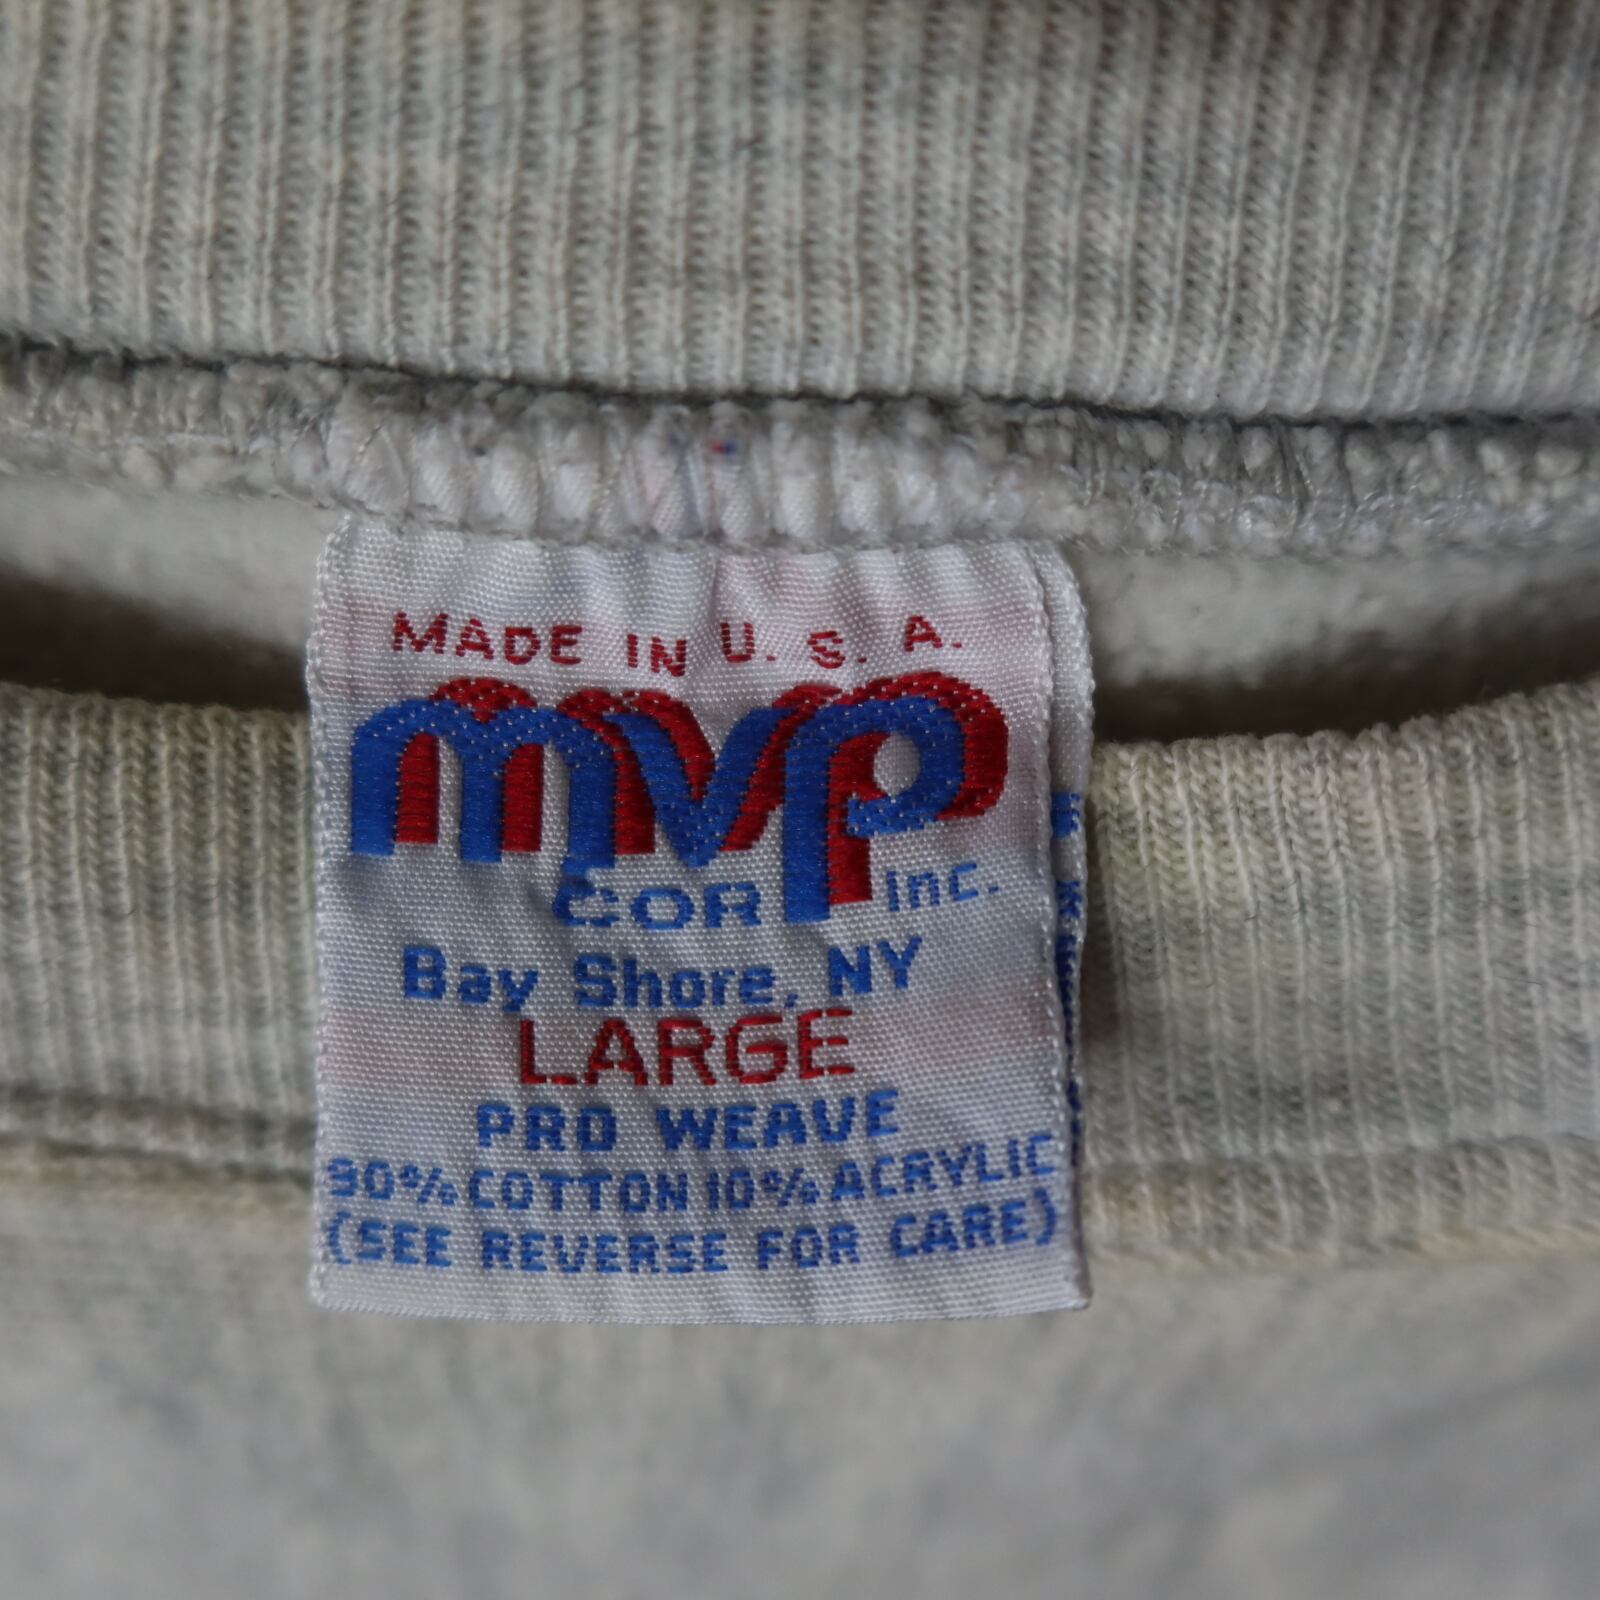 MADE IN U. S. A.
mvp
COR inc.
Bay Shore, NY
LARGE
PRO WEAVE
90% COTTON 10% ACRYLIC
(SEE REVERSE FOR CARE)